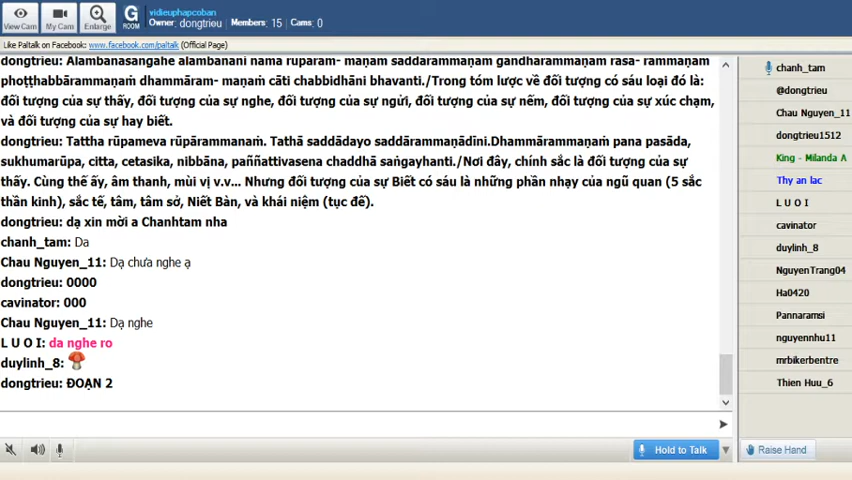 vidieuphapcoban
Owner: dongtrieu Members: 15 Cams: 0
View Cam
My Cam
Enlarge
G
ROOM
Like Paltalk on Facebook: www.facebook.com/paltalk (Official Page)
dongtrieu: Ālambaṇasaṅgahe ālambaṇaṁ nāma rūpāram- maṇaṁ saddārammaṇaṁ gandhārammaṇaṁ rasā- rammaṇaṁ
phoṭṭhabbārammaṇaṁ dhammāram- maṇaṁ cāti chabbidhāni bhavanti./Trong tóm lược về đối tượng có sáu loại đó là:
đối tượng của sự thấy, đối tượng của sự nghe, đối tượng của sự ngửi, đối tượng của sự nếm, đối tượng của sự xúc chạm,
và đối tượng của sự hay biết.
dongtrieu: Tattha rūpameva rūpārammaṇaṁ. Tathā saddādayo saddārammaṇādīni.Dhammārammaṇaṁ pana pasāda,
sukhumarūpa, citta, cetasika, nibbāna, paññattivasena chaddhā saṅgayhanti./Nơi đây, chính sắc là đối tượng của sự
thấy. Cùng thế ấy, âm thanh, mùi vị v.v... Nhưng đối tượng của sự Biết có sáu là những phần nhạy của ngũ quan (5 sắc
thần kinh), sắc tế, tâm, tâm sở, Niết Bàn, và khái niệm (tục đế).
dongtrieu: dạ xin mời a Chanhtam nha
chanh_tam: Da
Chau Nguyen_11: Dạ chưa nghe ạ
dongtrieu: 0000
cavinator: 000
Chau Nguyen_11: Dạ nghe
L U O I: da nghe ro
duylinh_8:
dongtrieu: ĐOẠN 2
Hold to Talk
Raise Hand
chanh_tam
@dongtrieu
Chau Nguyen_11
dongtrieu1512
King - Milanda A
Thy an lac
L U O I
cavinator
duylinh_8
NguyenTrang04
Ha0420
Pannaramsi
nguyennhu11
mrbikerbentre
Thien Huu_6